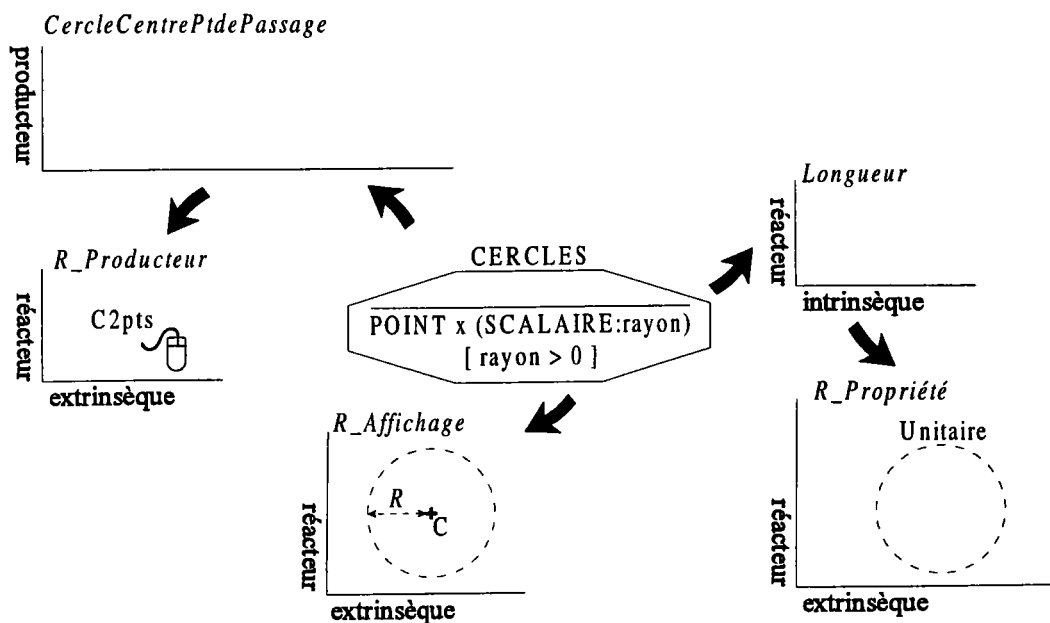 CercleCentrePtdePassage
producteur
Longueur
réacteur
intrinsèque
R_Producteur
réacteur
C2pts
extrinsèque
CERCLES
POINT x (SCALAIRE:rayon)
[ rayon > 0 ]
R_Affichage
réacteur
R
C
extrinsèque
R_Propriété
réacteur
Unitaire
extrinsèque